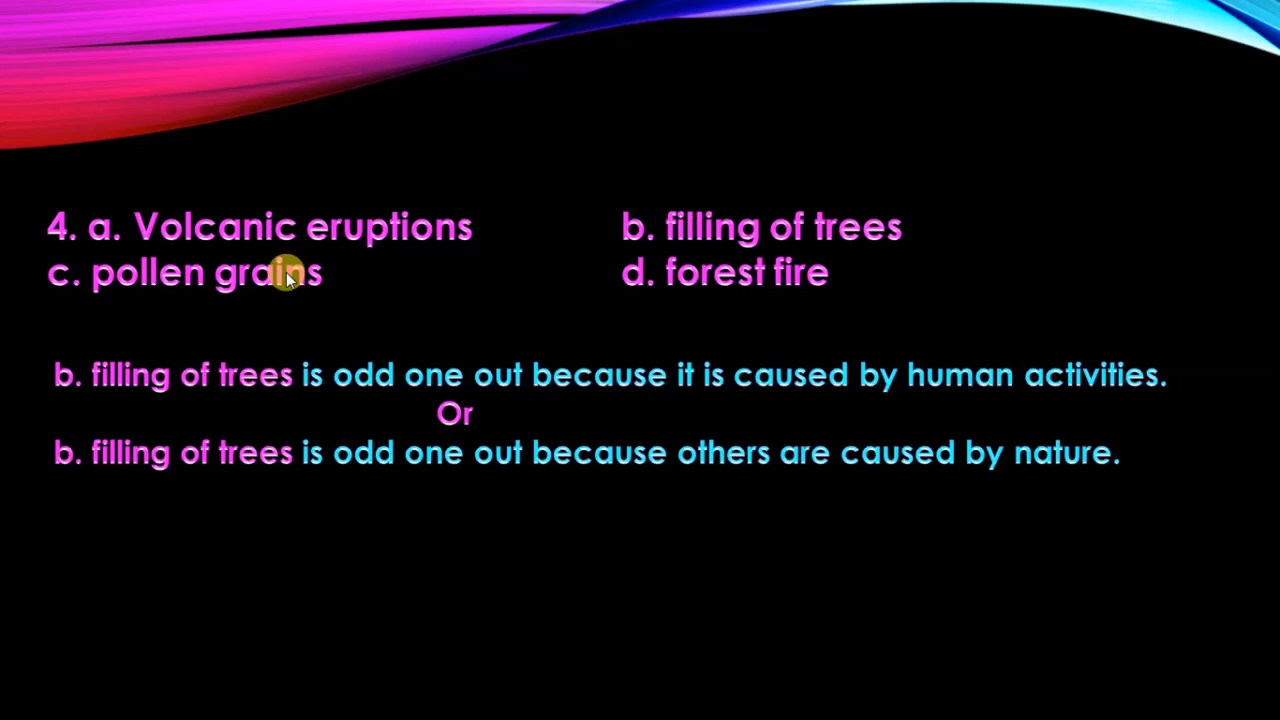 4. a. Volcanic eruptions b. filling of trees
c. pollen grains d. forest fire
b. filling of trees is odd one out because it is caused by human activities.
Or
b. filling of trees is odd one out because others are caused by nature.